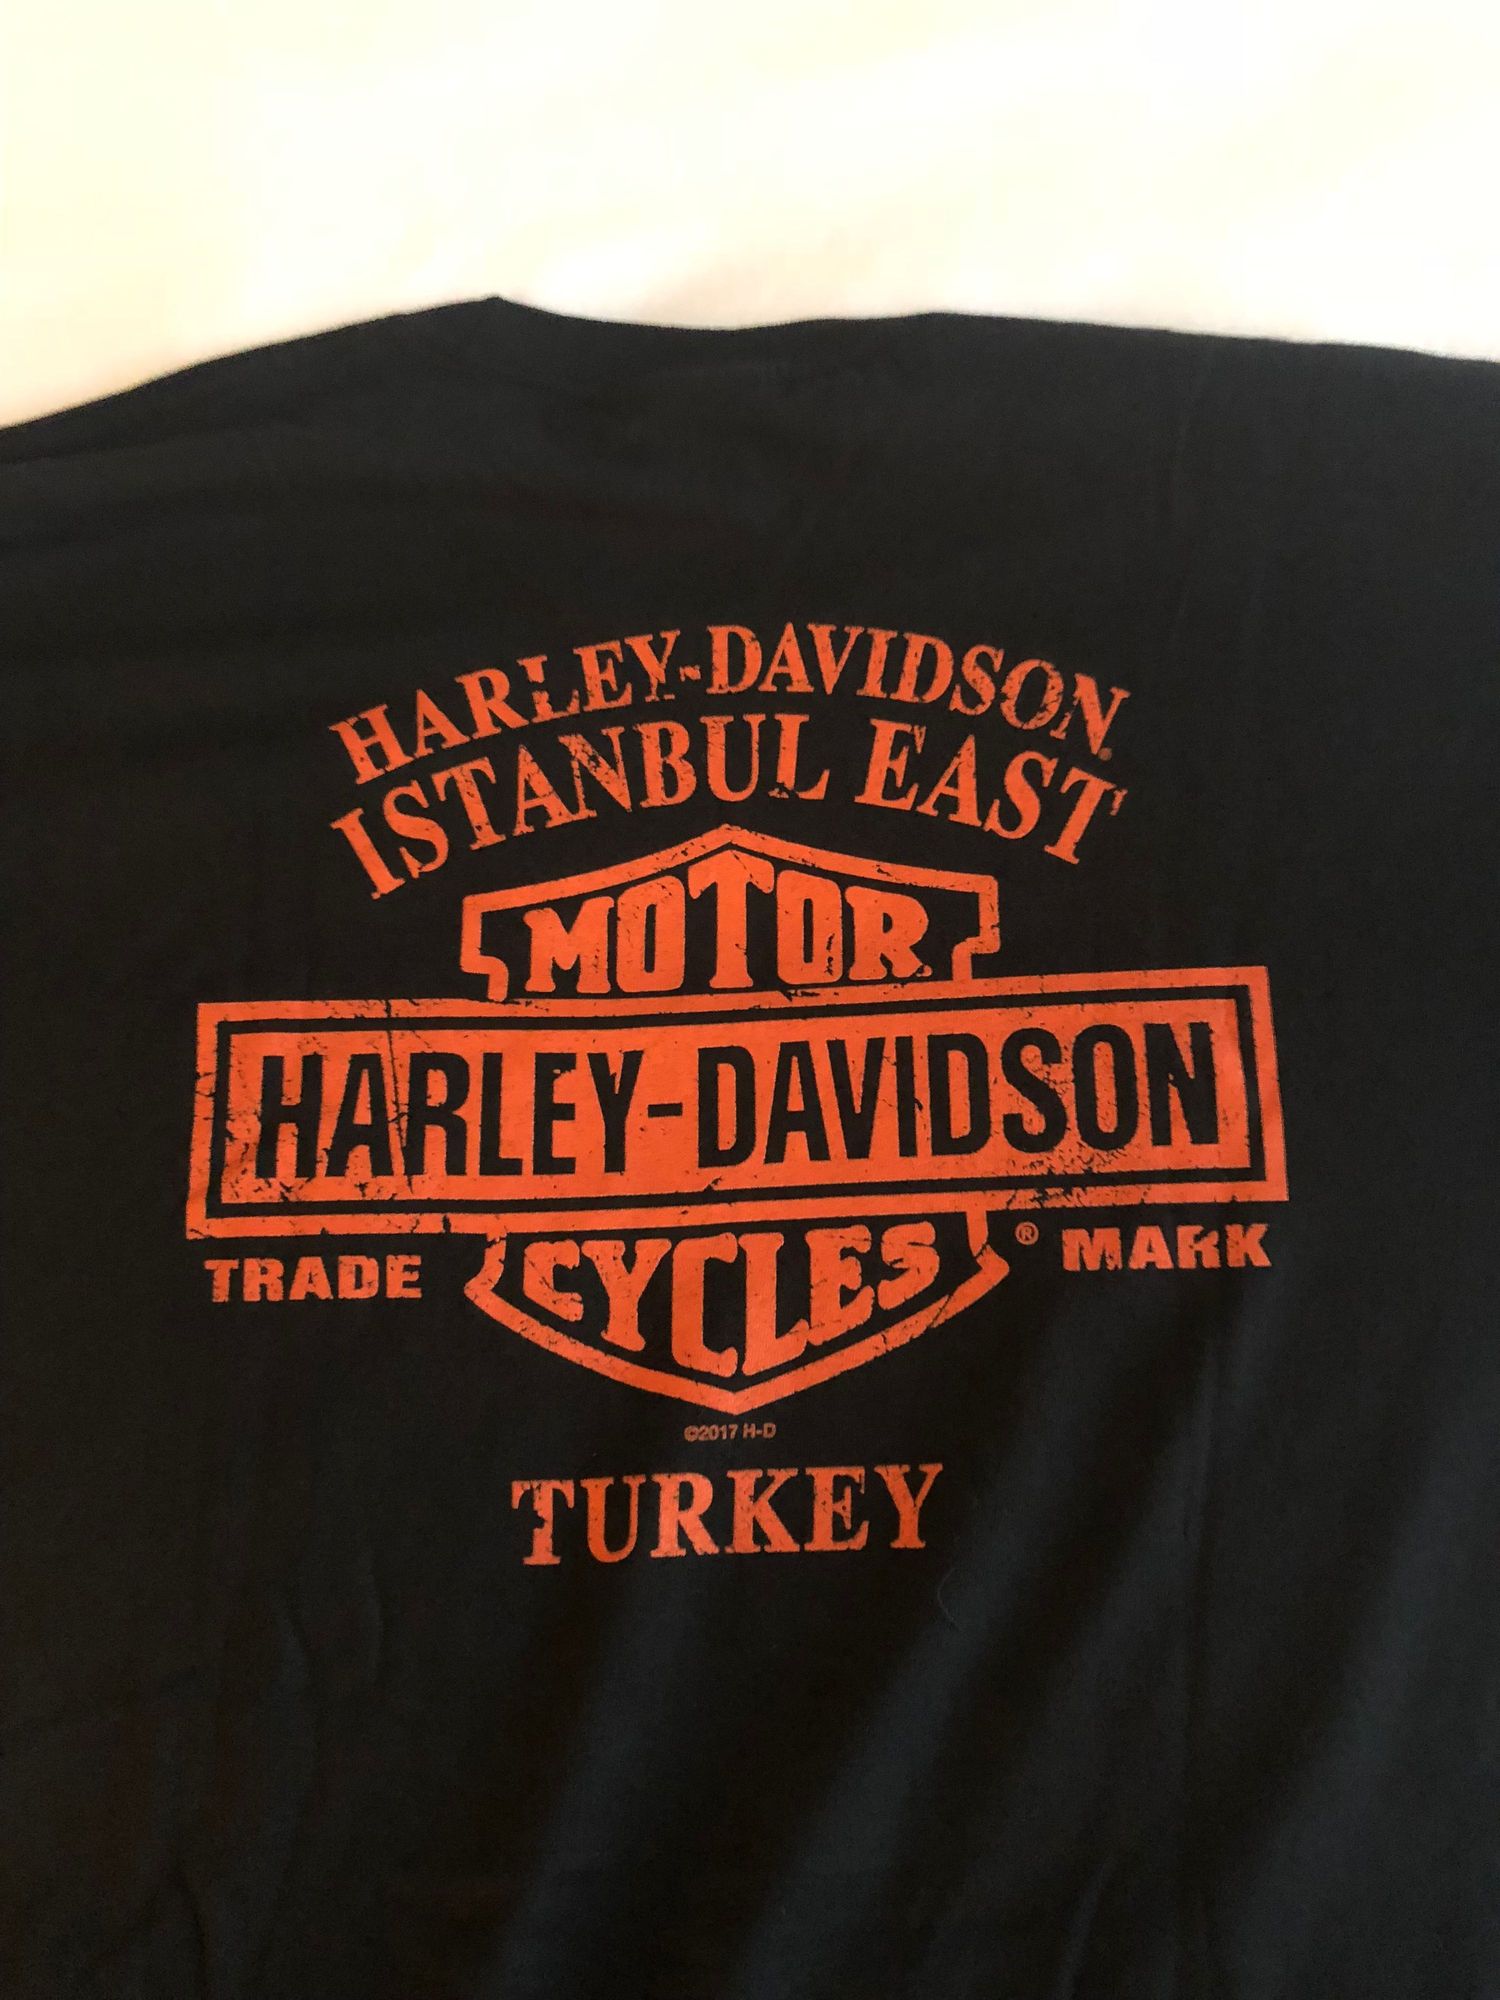 HARLEY-DAVIDSON
ISTANBUL EAST
MOTOR
HARLEY-DAVIDSON
TRADE CYCLES ® MARK
©2017 H-D
TURKEY